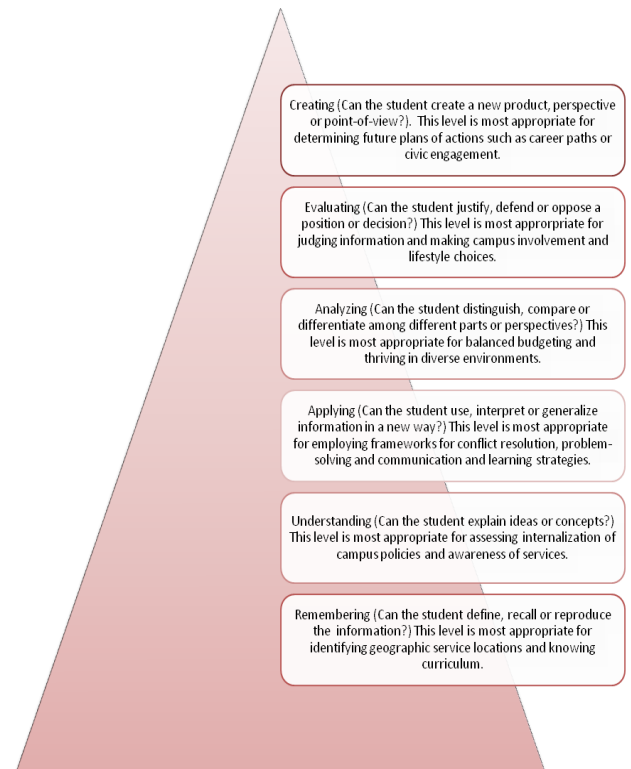 Creating (Can the student create a new product, perspective
or point-of-view?).  This level is most appropriate for
determining future plans of actions such as career paths or
civic engagement.
Evaluating (Can the student justify, defend or oppose a
position or decision?) This level is most approrpriate for
judging information and making campus involvement and
lifestyle choices.
Analyzing (Can the student distinguish, compare or
differentiate among different parts or perspectives?) This
level is most appropriate for balanced budgeting and
thriving in diverse environments.
Applying (Can the student use, interpret or generalize
information in a new way?) This level is most appropriate
for employing frameworks for conflict resolution, problem-
solving and communication and learning strategies.
Understanding (Can the student explain ideas or concepts?)
This level is most appropriate for assessing internalization of
campus policies and awareness of services.
Remembering (Can the student define, recall or reproduce
the information?) This level is most appropriate for
identifying geographic service locations and knowing
curriculum.